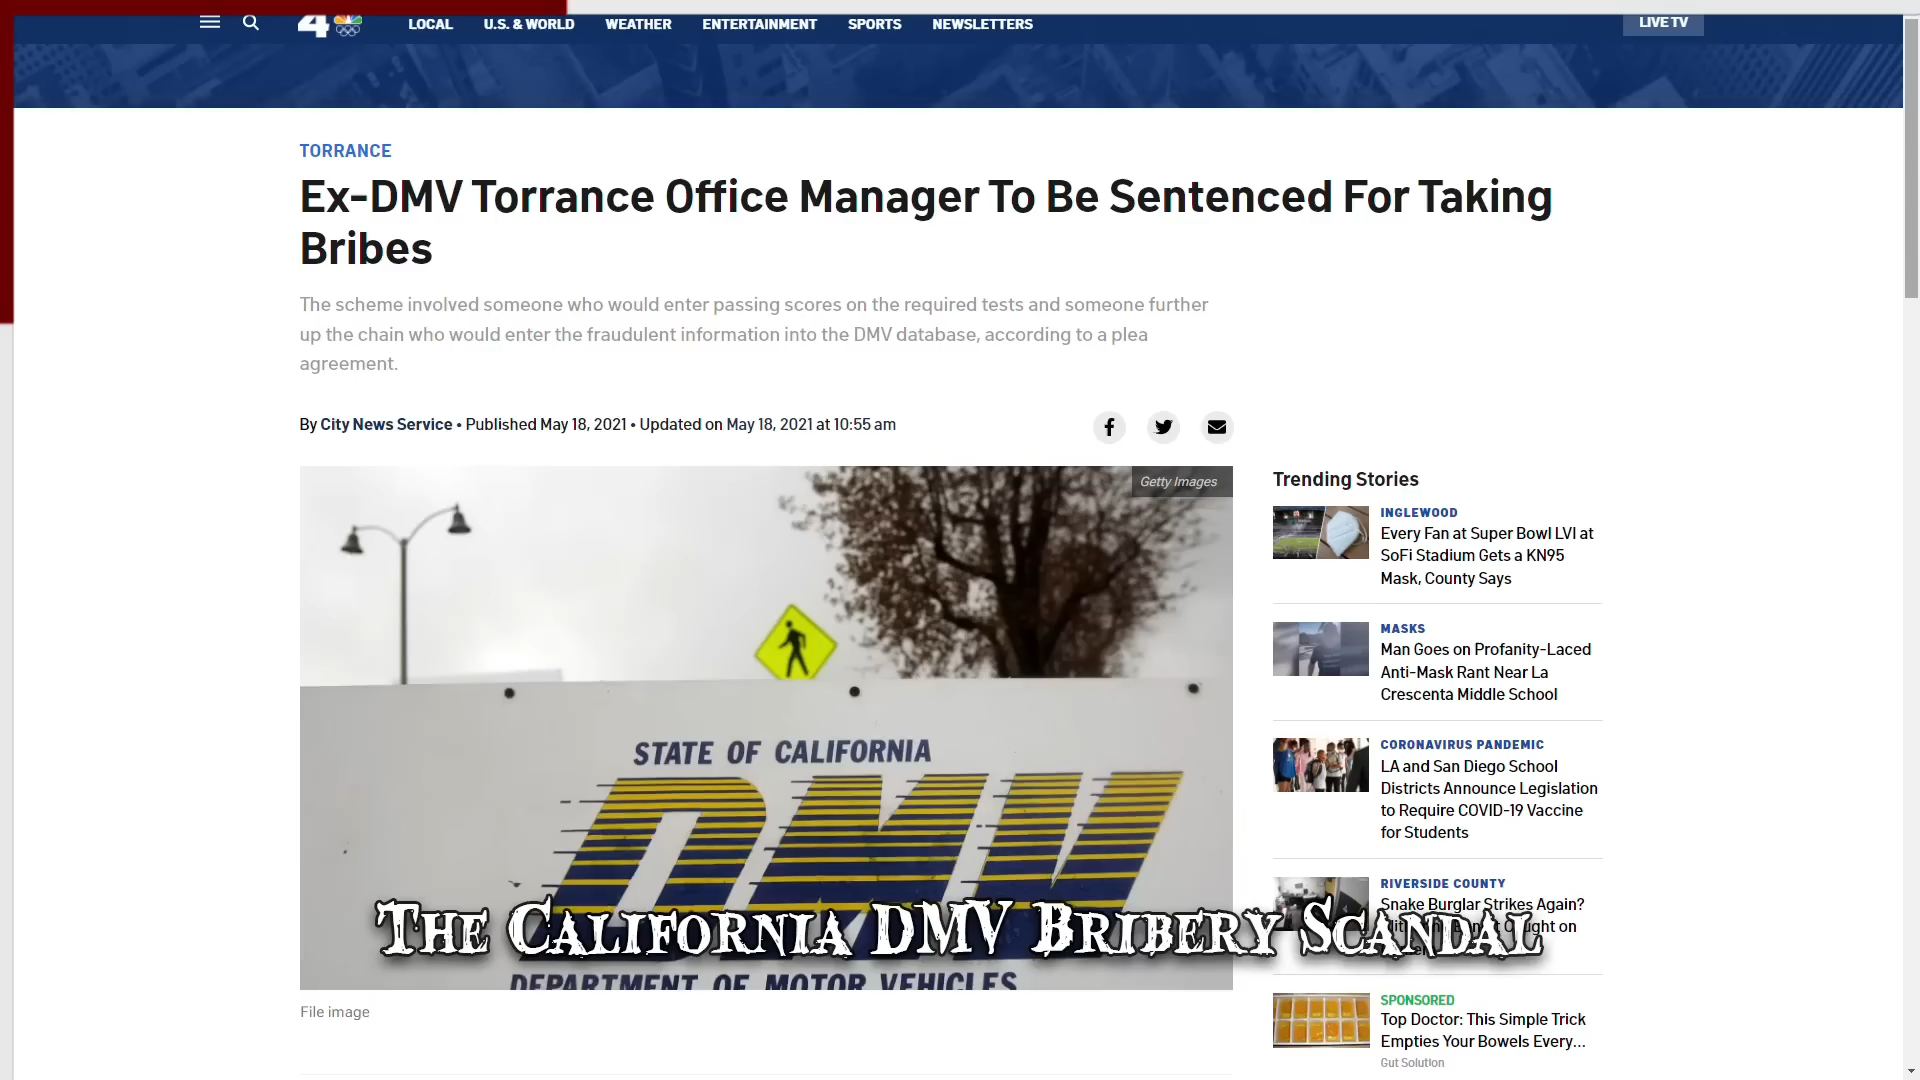 4
LOCAL
U.S. & WORLD
WEATHER
ENTERTAINMENT
SPORTS
NEWSLETTERS
LIVE TV
TORRANCE
Ex-DMV Torrance Office Manager To Be Sentenced For Taking
Bribes
The scheme involved someone who would enter passing scores on the required tests and someone further
up the chain who would enter the fraudulent information into the DMV database, according to a plea
agreement.
By City News Service • Published May 18, 2021 • Updated on May 18, 2021 at 10:55 am
Getty Images
STATE OF CALIFORNIA
DMV
DEPARTMENT OF MOTOR VEHICLES
The California DMV Bribery Scandal
File image
Trending Stories
INGLEWOOD
Every Fan at Super Bowl LVI at
SoFi Stadium Gets a KN95
Mask, County Says
MASKS
Man Goes on Profanity-Laced
Anti-Mask Rant Near La
Crescenta Middle School
CORONAVIRUS PANDEMIC
LA and San Diego School
Districts Announce Legislation
to Require COVID-19 Vaccine
for Students
RIVERSIDE COUNTY
Snake Burglar Strikes Again?
on
SPONSORED
Top Doctor: This Simple Trick
Empties Your Bowels Every...
Gut Solution